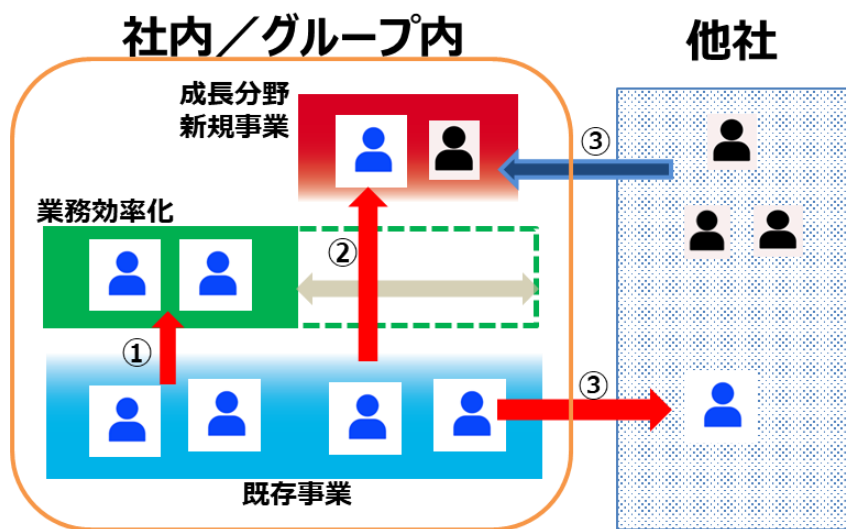 社内／グループ内
他社
成長分野
新規事業
③
業務効率化
②
①
③
既存事業